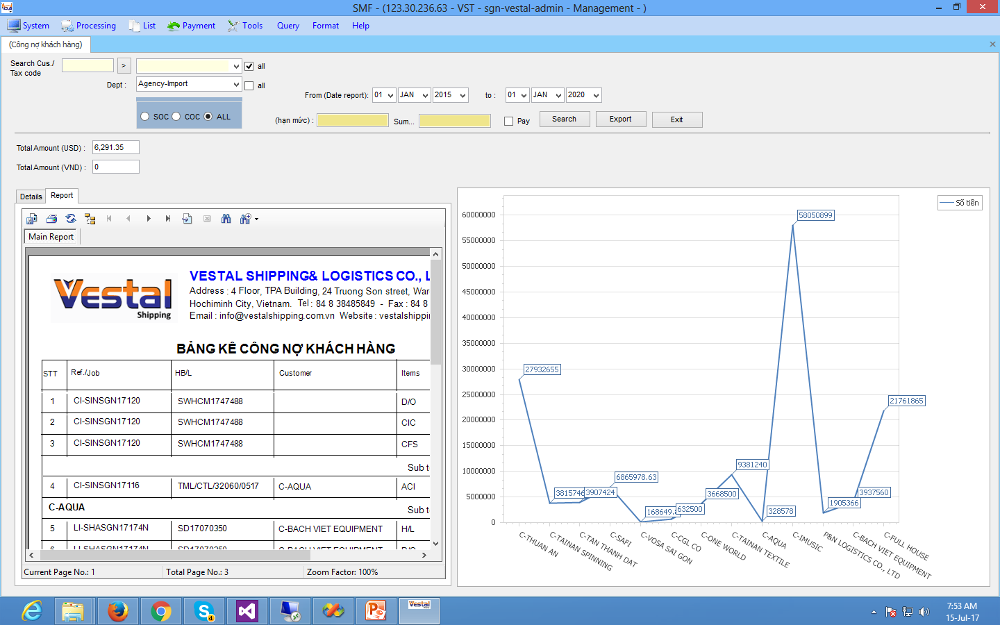 SMF - (123.30.236.63 - VST - sgn-vestal-admin - Management - )
System Processing List Payment Tools Query Format Help
(Công nợ khách hàng)
Search Cus./
Tax code
>
all
Dept :
Agency-Import
all
SOC COC ALL
From (Date report): 01 JAN 2015 to : 01 JAN 2020
(hạn mức) : Sum... Pay Search Export Exit
Total Amount (USD) : 6,291.35
Total Amount (VND) : 0
Details Report
Main Report
Vestal
Shipping
VESTAL SHIPPING& LOGISTICS CO., L
Address : 4 Floor, TPA Building, 24 Truong Son street, War
Hochiminh City, Vietnam. Tel : 84 8 38485849 - Fax : 84 8
Email : info@vestalshipping.com.vn Website : vestalshippin
BẢNG KÊ CÔNG NỢ KHÁCH HÀNG
STT Ref./Job HB/L Customer Items
1 CI-SINSGN17120 SWHCM1747488 D/O
2 CI-SINSGN17120 SWHCM1747488 CIC
3 CI-SINSGN17120 SWHCM1747488 CFS
Sub t
4 CI-SINSGN17116 TML/CTL/32060/0517 C-AQUA ACI
C-AQUA
Sub t
5 LI-SHASGN17174N SD17070350 C-BACH VIET EQUIPMENT H/L
6 LI-SHASGN17174N SD17070350 C-BACH VIET EQUIPMENT D/O
Current Page No.: 1 Total Page No.: 3 Zoom Factor: 100%
Số tiền
60000000
55000000
50000000
45000000
40000000
35000000
30000000
25000000
20000000
15000000
10000000
5000000
0
27932655
3815746
3907424
6865978.63
168649.
632500
3668500
9381240
328578
58050899
1905366
3937560
21761865
C-THUAN AN
C-TAINAN SPINNING
C-TAN THANH DAT
C-SAFI
C-VOSA SAI GON
C-CGL CO
C-ONE WORLD
C-TAINAN TEXTILE
C-AQUA
C-IMUSIC
P&N LOGISTICS CO., LTD
C-BACH VIET EQUIPMENT
C-FULL HOUSE
4
Vestal
7:53 AM
15-Jul-17